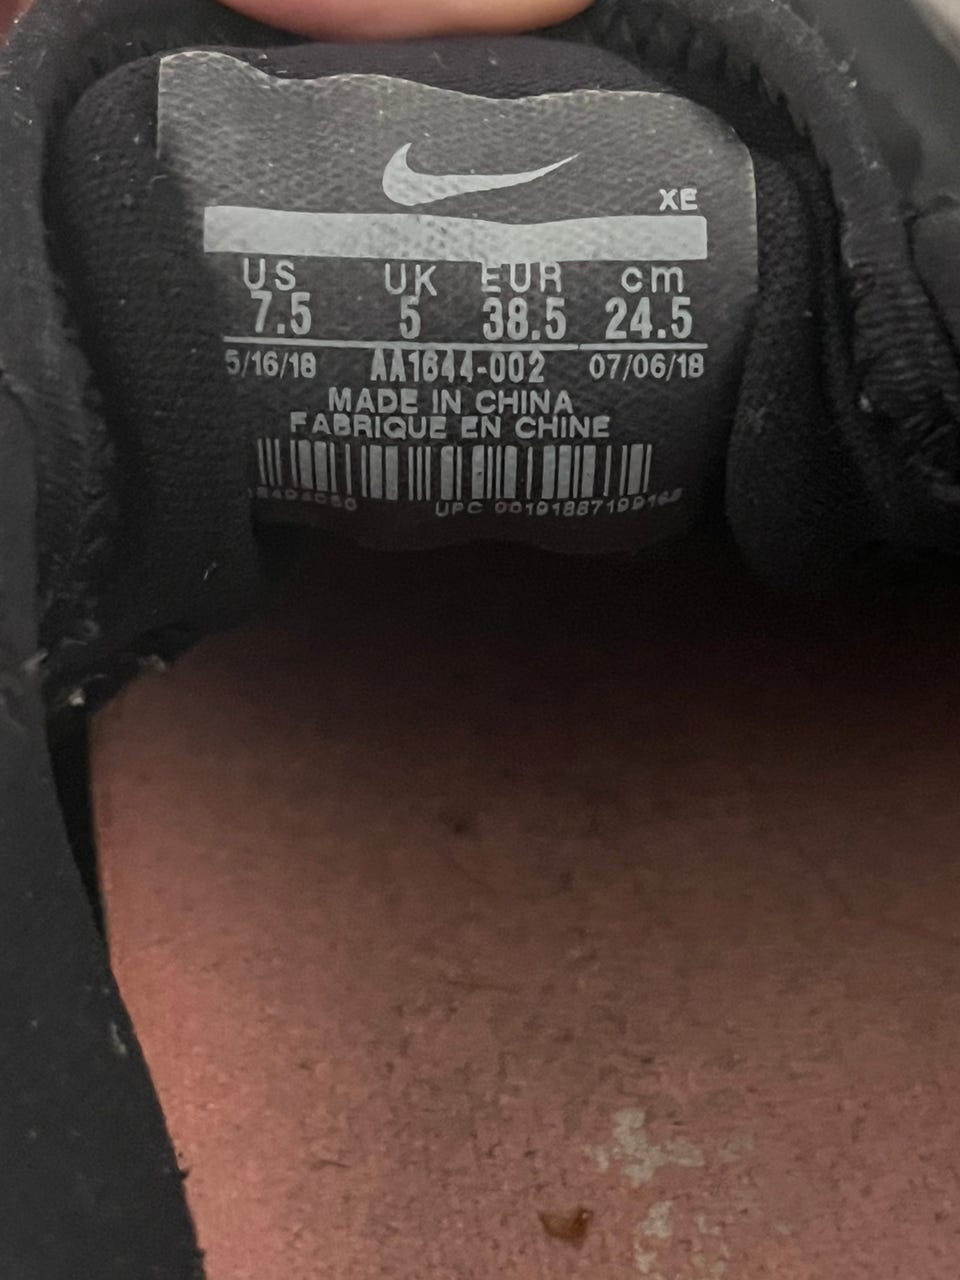 XE
US UK EUR cm
7.5 5 38.5 24.5
5/16/18 AA1644-002 07/06/18
MADE IN CHINA
FABRIQUE EN CHINE
UPC